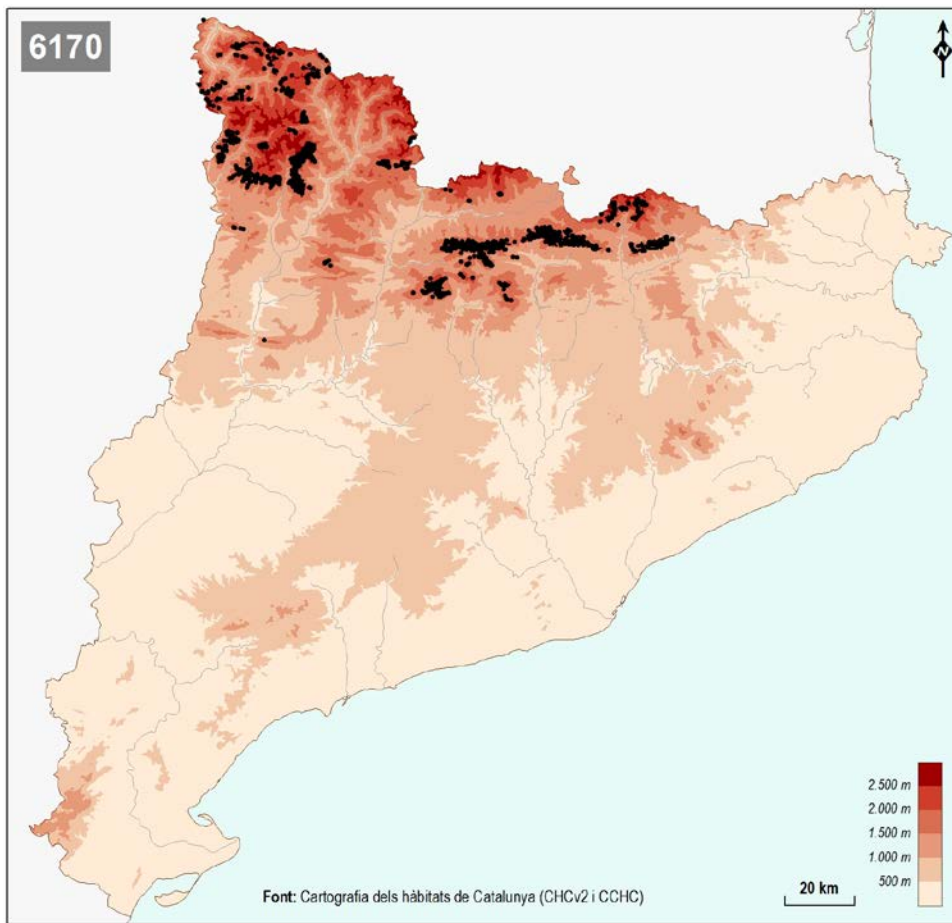 6170
N
2.500 m
2.000 m
1.500 m
1.000 m
500 m
20 km
Font: Cartografia dels hàbitats de Catalunya (CHCv2 i CCHC)